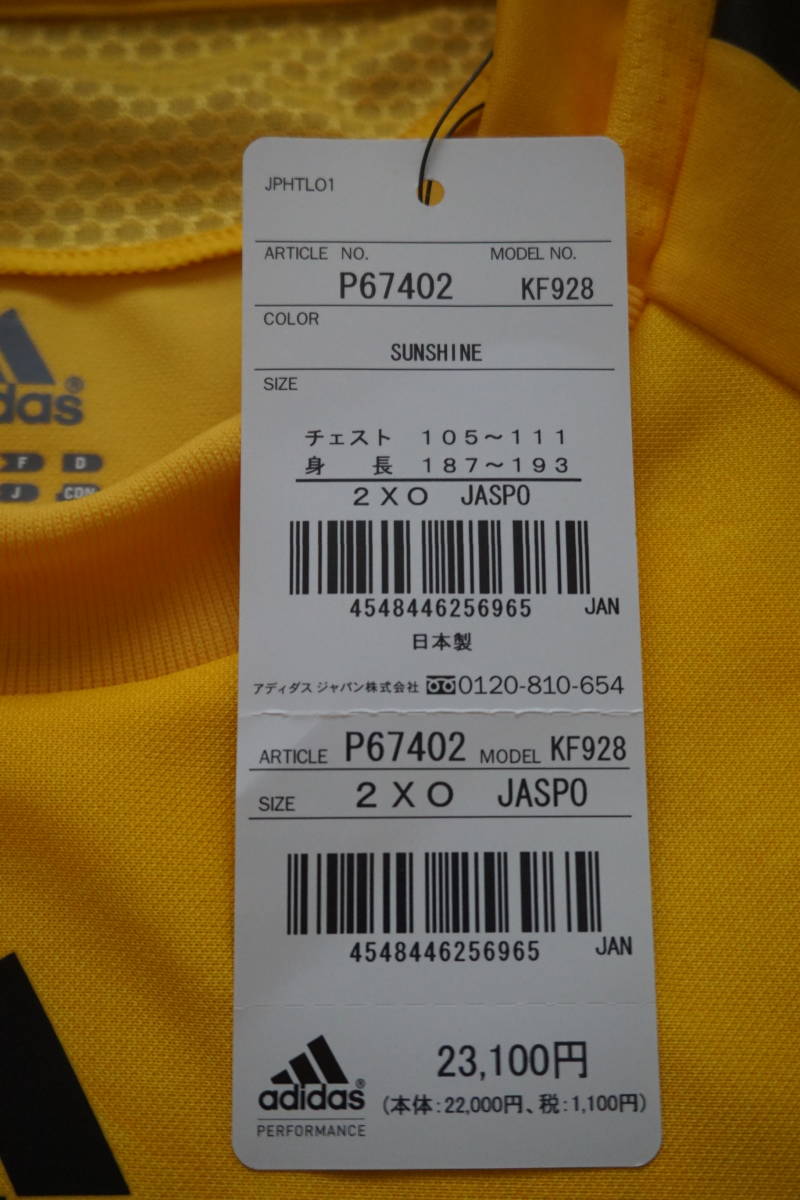 JPHTL01
ARTICLE NO. MODEL NO.
P67402 KF928
COLOR
SUNSHINE
SIZE
チェスト 105~111
身長 187~193
2XO JASPO
4548446256965 JAN
日本製
アディダス ジャパン株式会社 0120-810-654
ARTICLE P67402 MODEL KF928
SIZE 2XO JASPO
4548446256965 JAN
adidas®
PERFORMANCE
23,100円
(本体:22,000円、税:1,100円)
das®
F D
J CDN